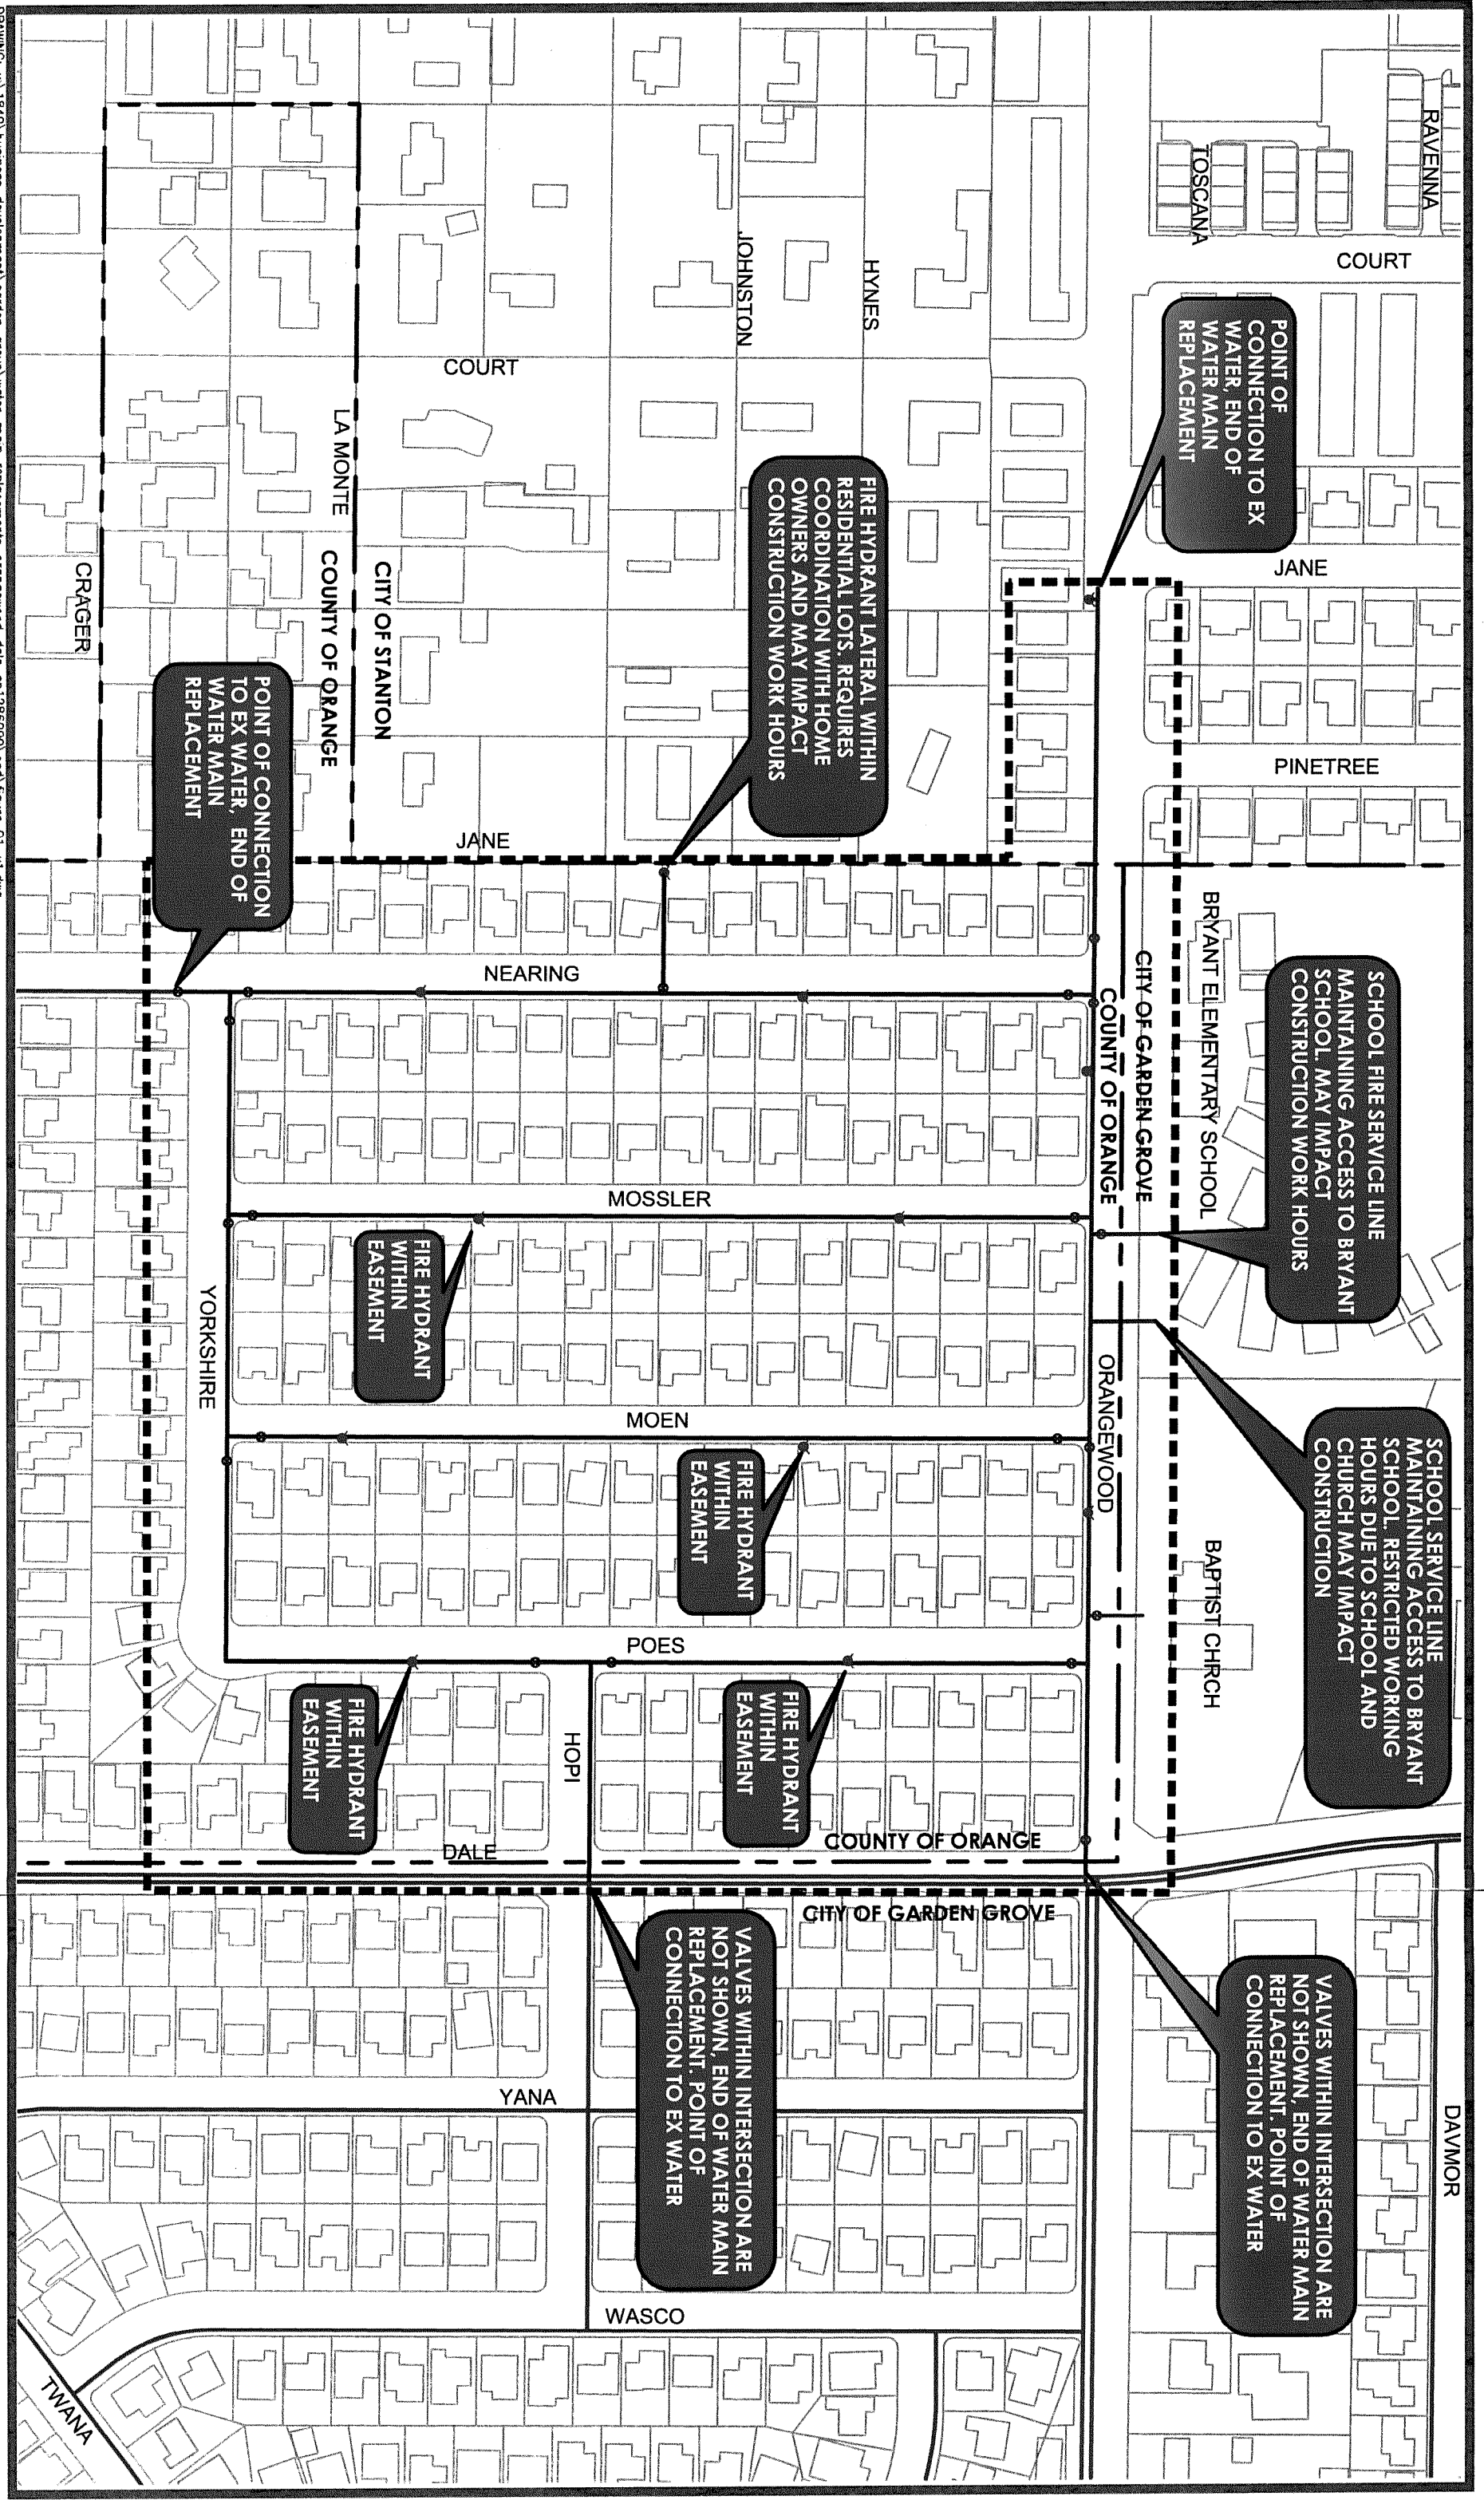 RAVENNA
TOSCANA
COURT
POINT OF
CONNECTION TO EX
WATER, END OF
WATER MAIN
REPLACEMENT
JANE
PINETREE
HYNES
JOHNSTON
COURT
LA MONTE
CITY OF STANTON
COUNTY OF ORANGE
CRAGER
FIRE HYDRANT LATERAL WITHIN
RESIDENTIAL LOTS. REQUIRES
COORDINATION WITH HOME
OWNERS AND MAY IMPACT
CONSTRUCTION WORK HOURS
POINT OF CONNECTION
TO EX WATER, END OF
WATER MAIN
REPLACEMENT
JANE
NEARING
BRYANT ELEMENTARY SCHOOL
CITY OF GARDEN GROVE
COUNTY OF ORANGE
SCHOOL FIRE SERVICE LINE
MAINTAINING ACCESS TO BRYANT
SCHOOL. MAY IMPACT
CONSTRUCTION WORK HOURS
MOSSLER
FIRE HYDRANT
WITHIN
EASEMENT
YORKSHIRE
ORANGEWOOD
MOEN
SCHOOL SERVICE LINE
MAINTAINING ACCESS TO BRYANT
SCHOOL. RESTRICTED WORKING
HOURS DUE TO SCHOOL AND
CHURCH MAY IMPACT
CONSTRUCTION
FIRE HYDRANT
WITHIN
EASEMENT
BAPTIST CHRCH
POES
FIRE HYDRANT
WITHIN
EASEMENT
FIRE HYDRANT
WITHIN
EASEMENT
HOPI
DALE
COUNTY OF ORANGE
CITY OF GARDEN GROVE
VALVES WITHIN INTERSECTION ARE
NOT SHOWN, END OF WATER MAIN
REPLACEMENT. POINT OF
CONNECTION TO EX WATER
VALVES WITHIN INTERSECTION ARE
NOT SHOWN, END OF WATER MAIN
REPLACEMENT. POINT OF
CONNECTION TO EX WATER
YANA
DAVMOR
WASCO
TWANA